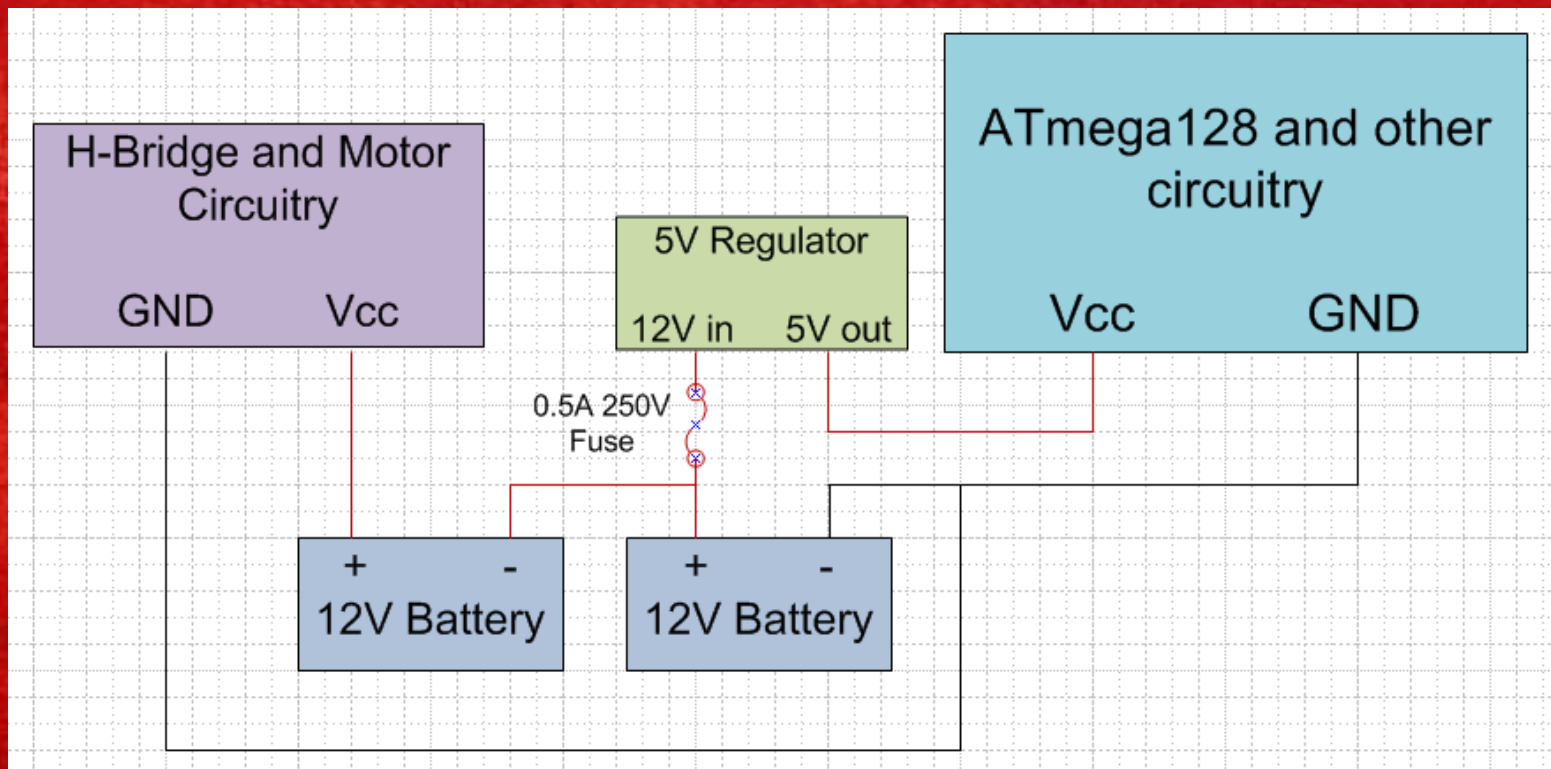 H-Bridge and Motor
Circuitry
GND Vcc
5V Regulator
12V in 5V out
ATmega128 and other
circuitry
Vcc GND
0.5A 250V
Fuse
+ -
12V Battery
+ -
12V Battery